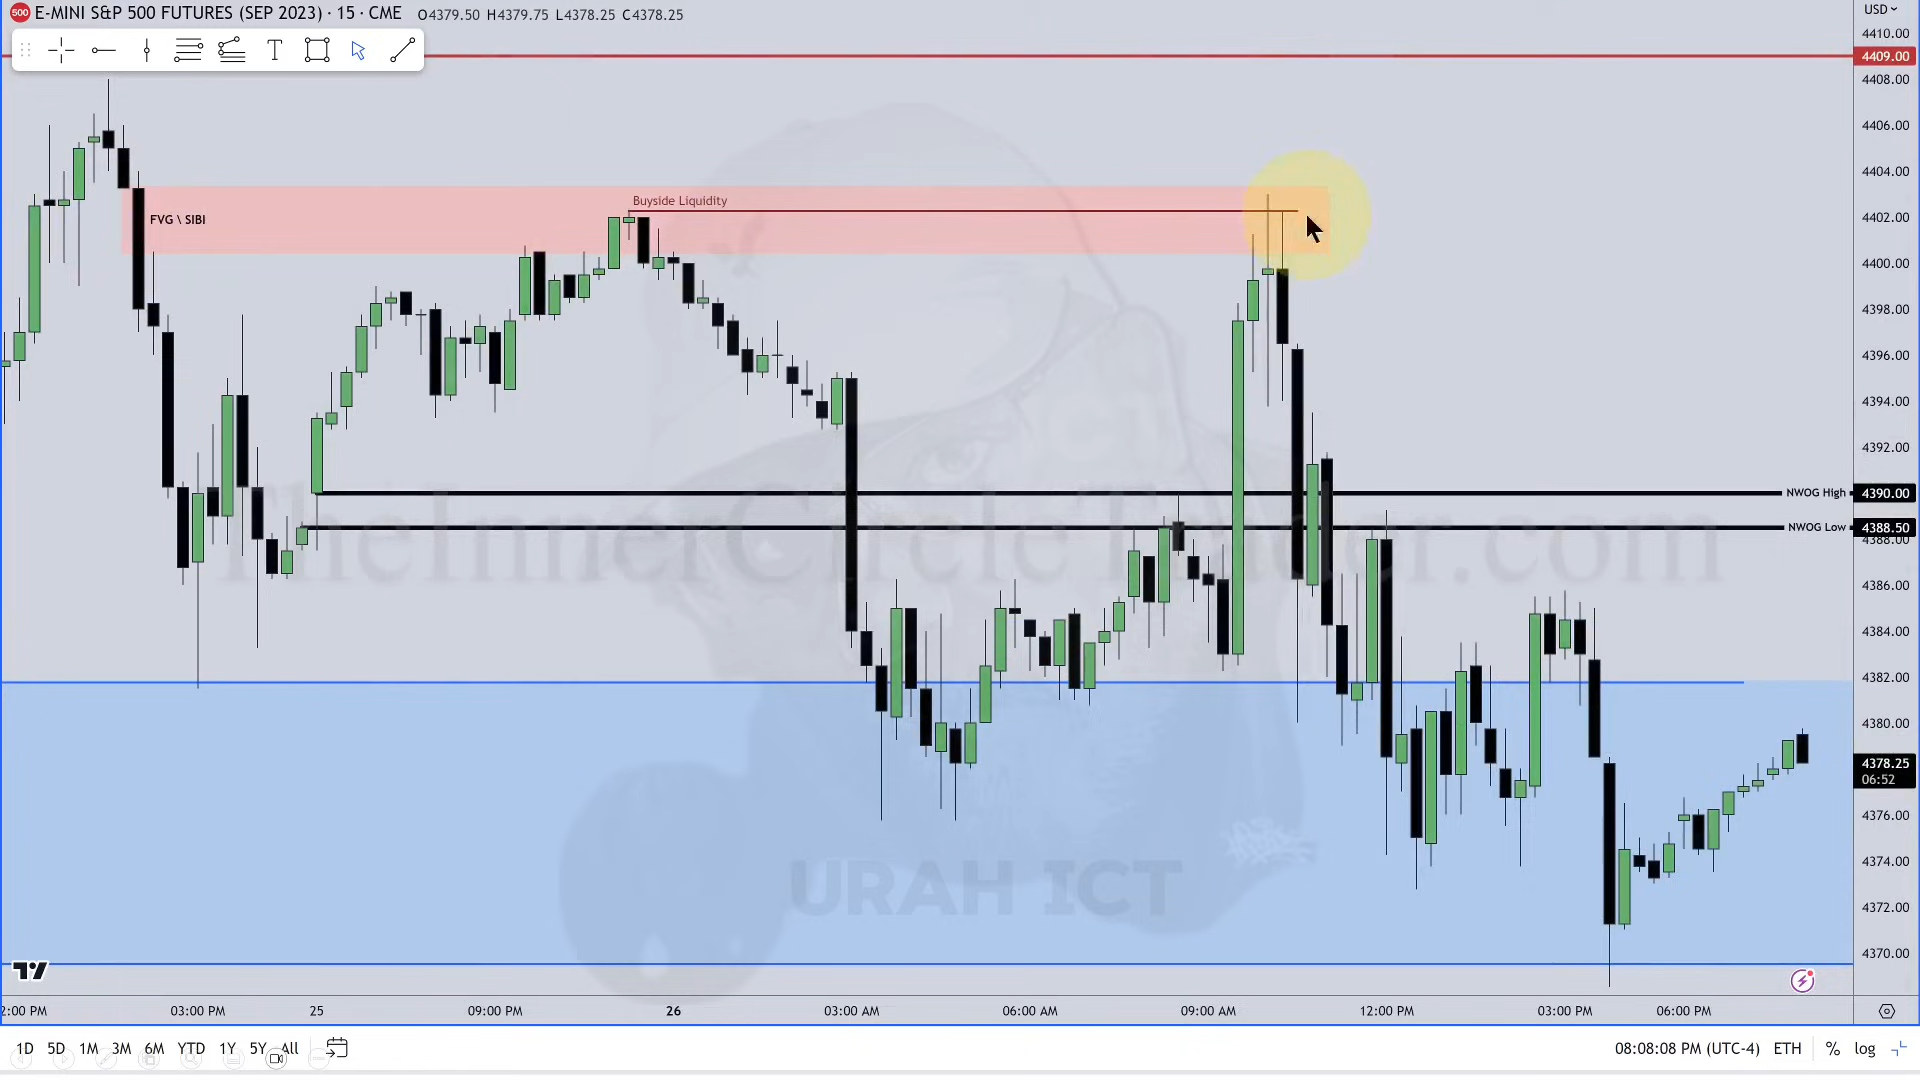 500 E-MINI S&P 500 FUTURES (SEP 2023) · 15 · CME O4379.50 H4379.75 L4378.25 C4378.25
USD
4410.00
4409.00
4408.00
4406.00
4404.00
Buyside Liquidity
FVG \ SIBI
4402.00
4400.00
4398.00
4396.00
4394.00
4392.00
NWOG High 4390.00
NWOG Low 4388.50
4388.00
TheInnerCircleTrader.com
4386.00
4384.00
4382.00
4380.00
4378.25
06:52
4376.00
4374.00
URAH ICT
4372.00
4370.00
2:00 PM 03:00 PM 25 09:00 PM 26 03:00 AM 06:00 AM 09:00 AM 12:00 PM 03:00 PM 06:00 PM
1D 5D 1M 3M 6M YTD 1Y 5Y All 08:08:08 PM (UTC-4) ETH % log